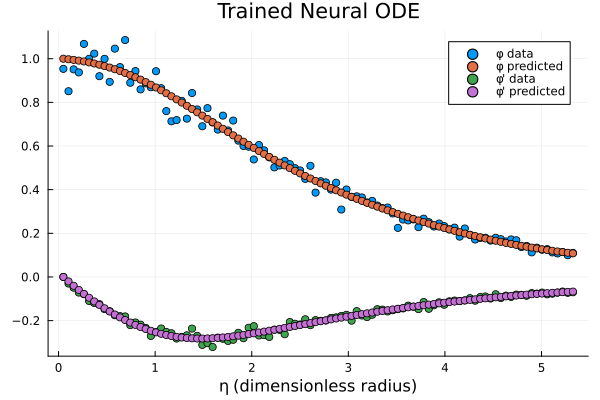 Trained Neural ODE
φ data
φ predicted
φ' data
φ' predicted
1.0
0.8
0.6
0.4
0.2
0.0
−0.2
0 1 2 3 4 5
η (dimensionless radius)